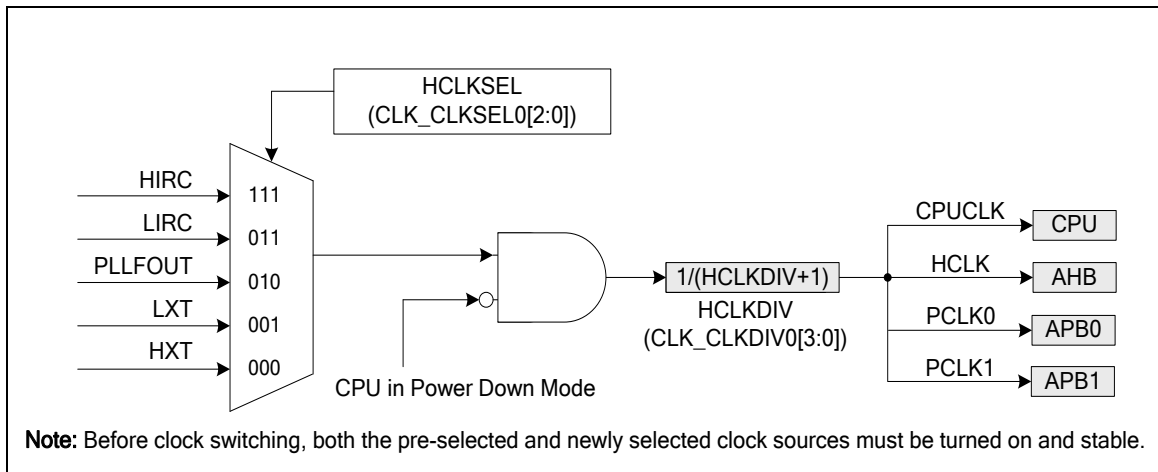 HCLKSEL
(CLK_CLKSEL0[2:0])
HIRC
111
LIRC
011
PLLFOUT
010
LXT
001
HXT
000
CPU in Power Down Mode
1/(HCLKDIV+1)
HCLKDIV
(CLK_CLKDIV0[3:0])
CPUCLK
CPU
HCLK
AHB
PCLK0
APB0
PCLK1
APB1
Note: Before clock switching, both the pre-selected and newly selected clock sources must be turned on and stable.